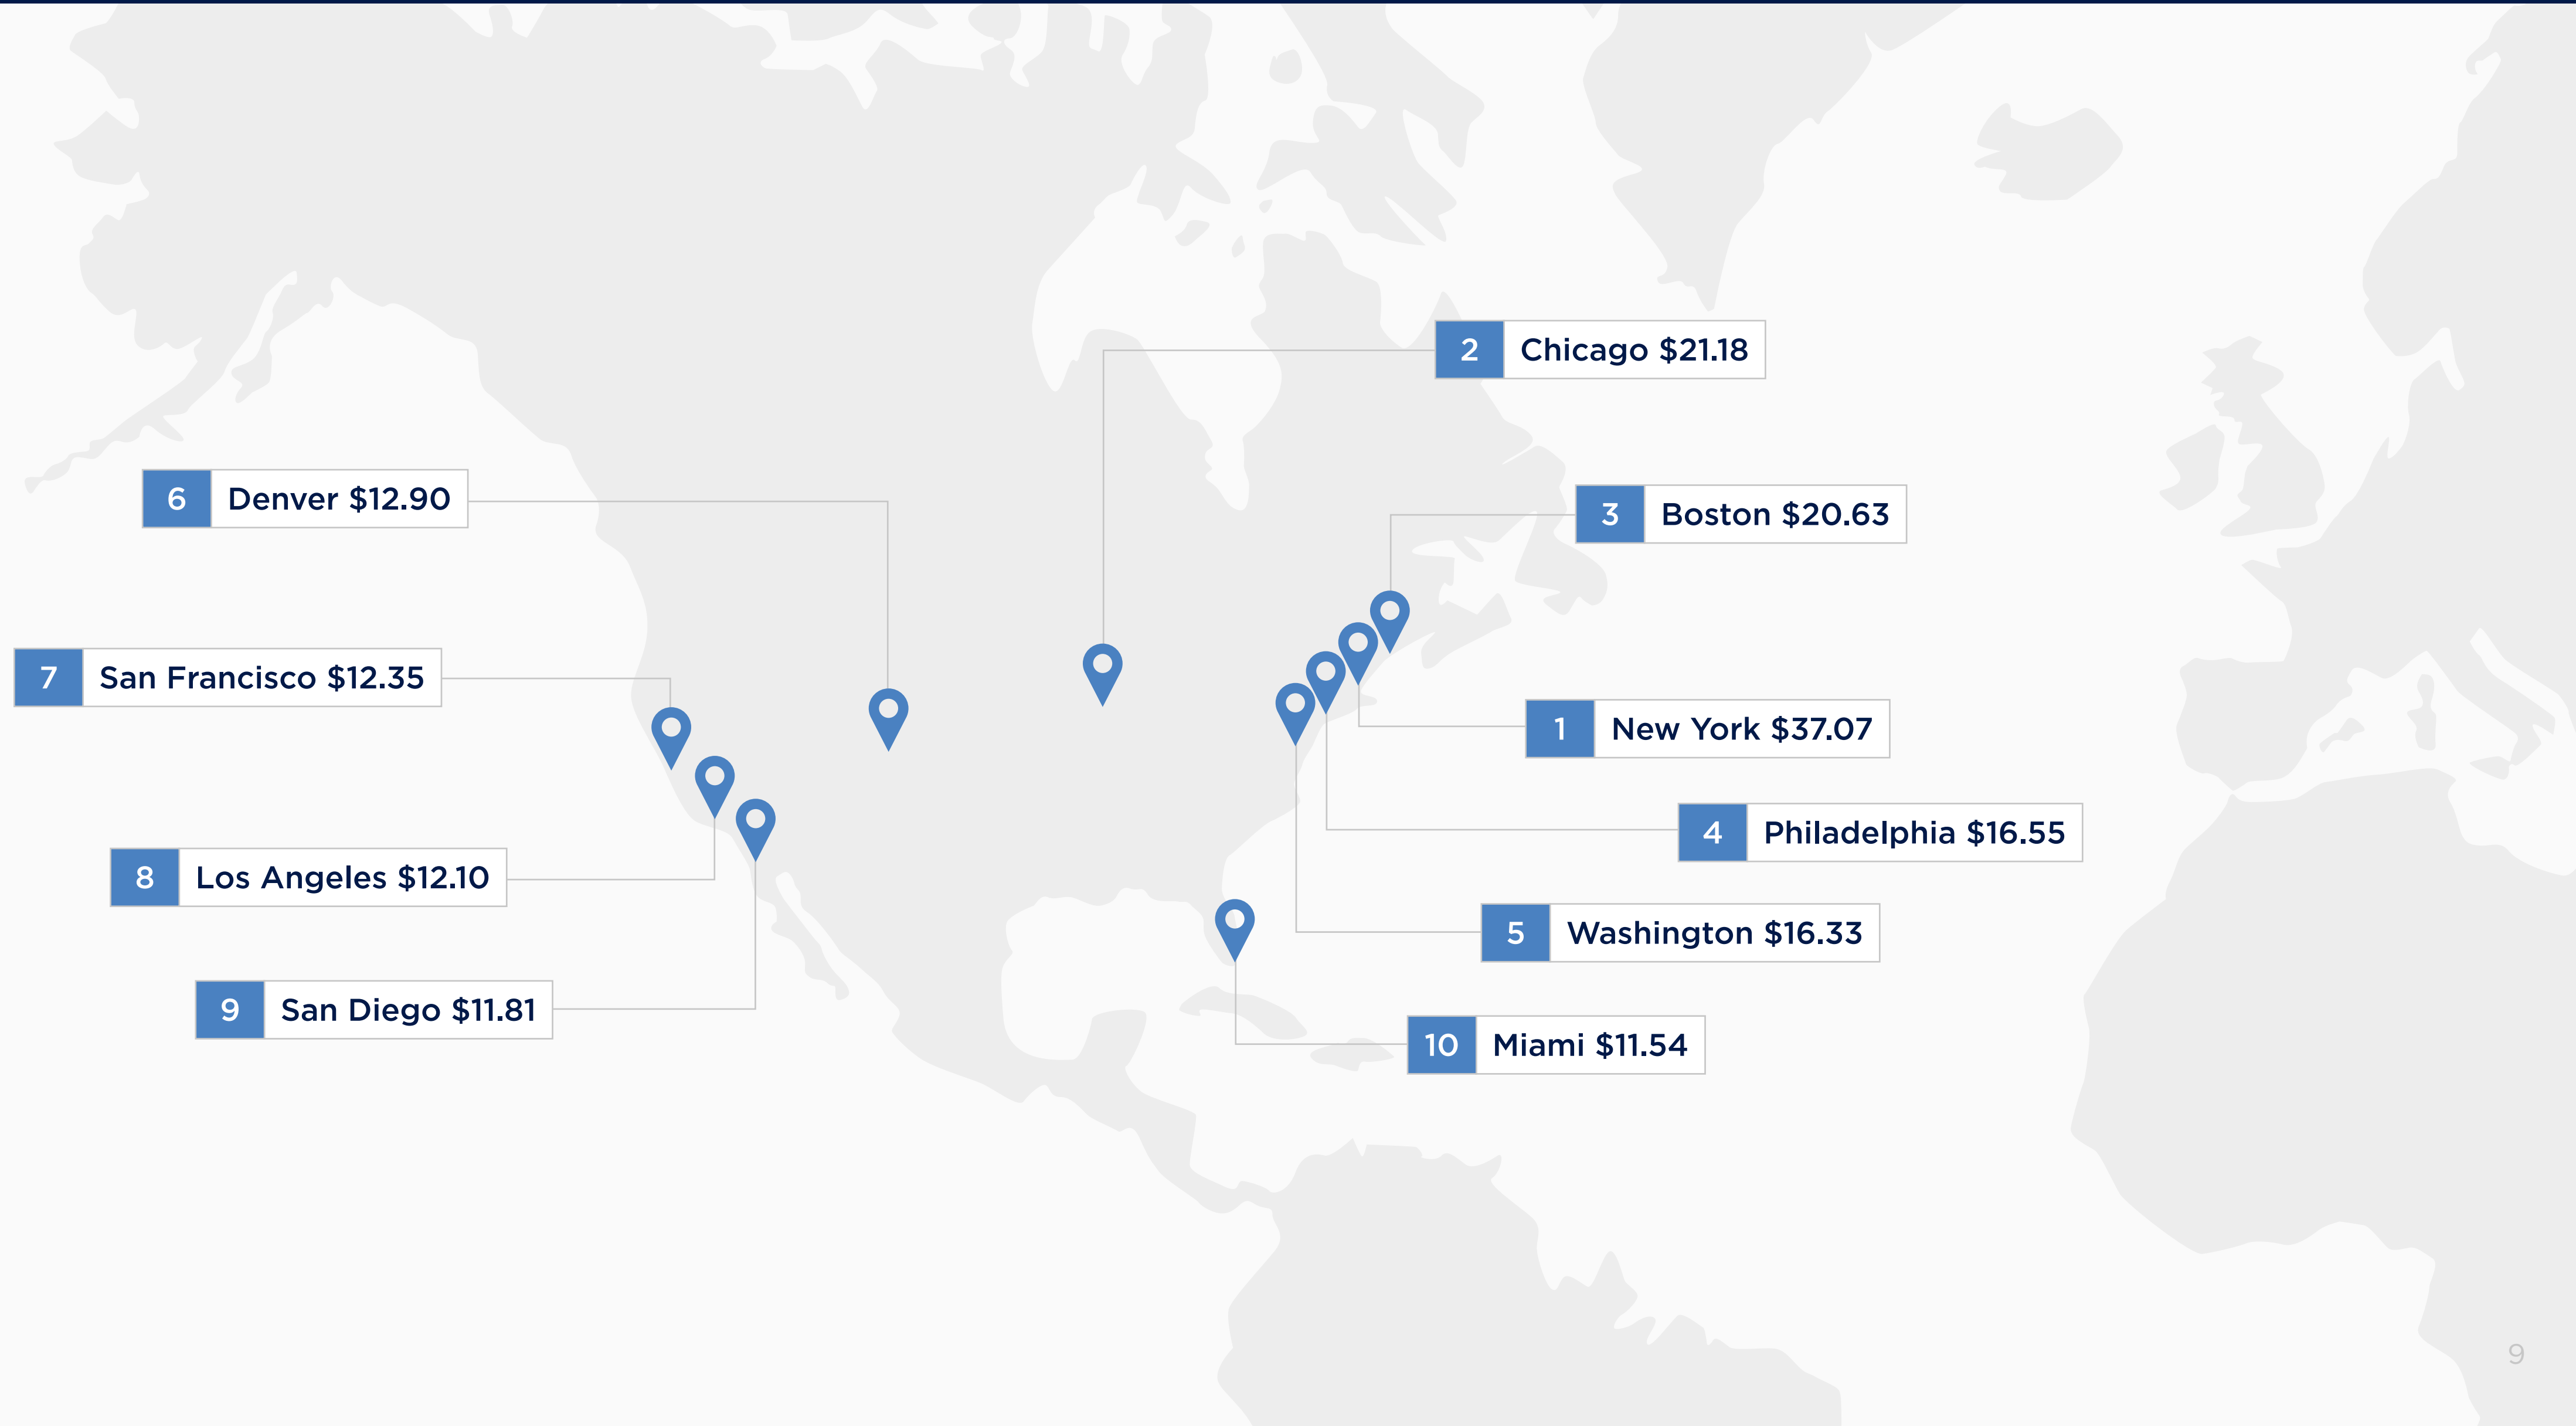 2 Chicago $21.18
6 Denver $12.90
3 Boston $20.63
7 San Francisco $12.35
1 New York $37.07
4 Philadelphia $16.55
8 Los Angeles $12.10
5 Washington $16.33
9 San Diego $11.81
10 Miami $11.54
9